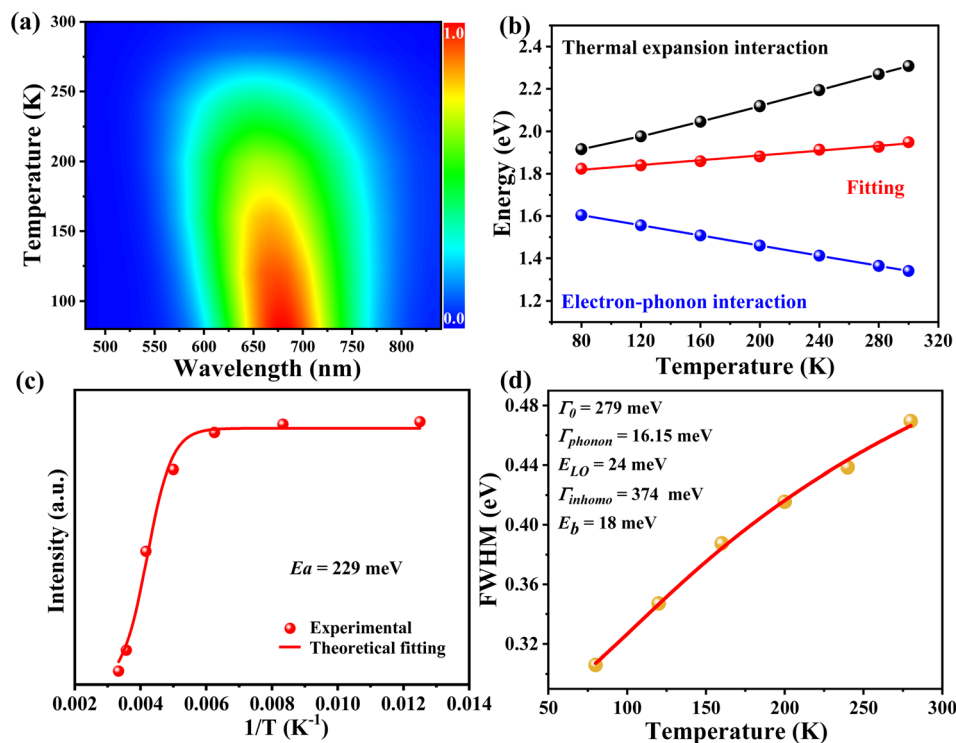 (a)
300
250
200
150
100
Temperature (K)
1.0
0.0
500 550 600 650 700 750 800
Wavelength (nm)
(b)
2.4
2.2
2.0
1.8
1.6
1.4
1.2
Energy (eV)
Thermal expansion interaction
Fitting
Electron-phonon interaction
80 120 160 200 240 280 320
Temperature (K)
(c)
Intensity (a.u.)
Ea = 229 meV
Experimental
Theoretical fitting
0.002 0.004 0.006 0.008 0.010 0.012 0.014
1/T (K-1)
(d)
0.48
0.44
0.40
0.36
0.32
FWHM (eV)
Γ0 = 279 meV
Γphonon = 16.15 meV
ELO = 24 meV
Γinhomo = 374 meV
Eb = 18 meV
50 100 150 200 250 300
Temperature (K)